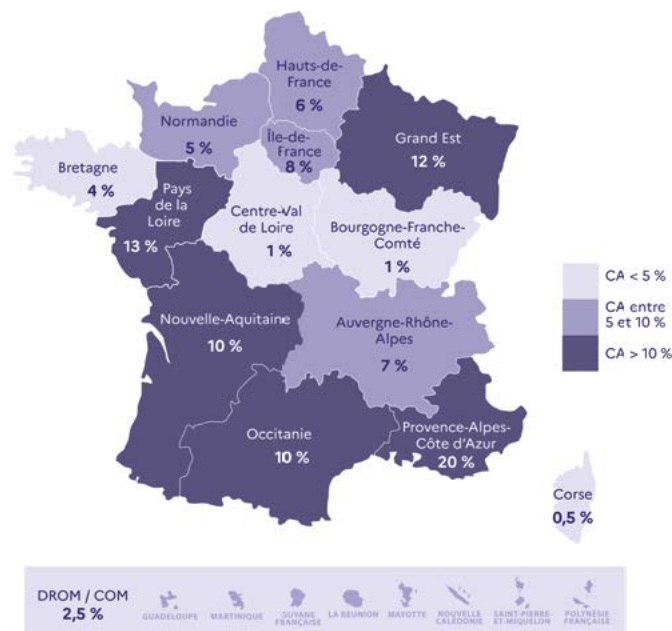 Hauts-de-
France
6 %
Normandie
5 %
Île-de-
France
8 %
Grand Est
12 %
Bretagne
4 %
Pays
de la
Loire
13 %
Centre-Val
de Loire
1 %
Bourgogne-Franche-
Comté
1 %
CA < 5 %
CA entre
5 et 10 %
CA > 10 %
Nouvelle-Aquitaine
10 %
Auvergne-Rhône-
Alpes
7 %
Occitanie
10 %
Provence-Alpes-
Côte d'Azur
20 %
Corse
0,5 %
DROM / COM
2,5 %
GUADELOUPE
MARTINIQUE
GUYANE
FRANÇAISE
LA RÉUNION
MAYOTTE
NOUVELLE
CALÉDONIE
SAINT-PIERRE-
ET-MIQUELON
POLYNÉSIE
FRANÇAISE